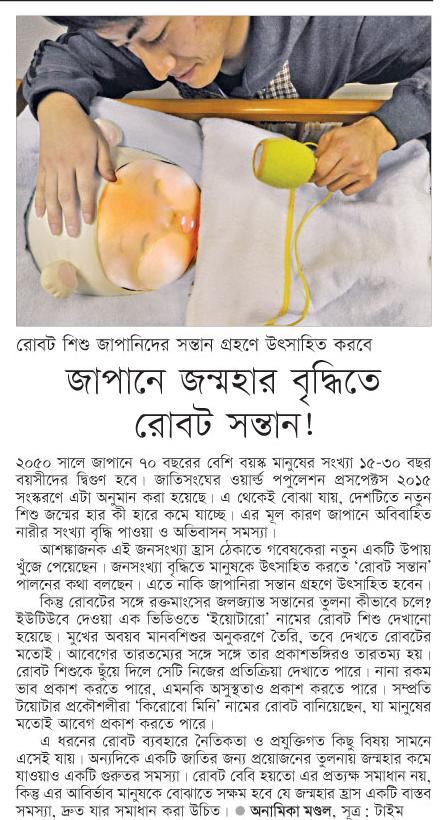 রোবট শিশু জাপানিদের সন্তান গ্রহণে উৎসাহিত করবে
জাপানে জন্মহার বৃদ্ধিতে
রোবট সন্তান!
২০৫০ সালে জাপানে ৭০ বছরের বেশি বয়স্ক মানুষের সংখ্যা ১৫-৩০ বছর
বয়সীদের দ্বিগুণ হবে। জাতিসংঘের ওয়ার্ল্ড পপুলেশন প্রসপেক্টস ২০১৫
সংস্করণে এটা অনুমান করা হয়েছে। এ থেকেই বোঝা যায়, দেশটিতে নতুন
শিশু জন্মের হার কী হারে কমে যাচ্ছে। এর মূল কারণ জাপানে অবিবাহিত
নারীর সংখ্যা বৃদ্ধি পাওয়া ও অভিবাসন সমস্যা।
আশঙ্কাজনক এই জনসংখ্যা হ্রাস ঠেকাতে গবেষকেরা নতুন একটি উপায়
খুঁজে পেয়েছেন। জনসংখ্যা বৃদ্ধিতে মানুষকে উৎসাহিত করতে ‘রোবট সন্তান’
পালনের কথা বলছেন। এতে নাকি জাপানিরা সন্তান গ্রহণে উৎসাহিত হবেন।
কিন্তু রোবটের সঙ্গে রক্তমাংসের জলজ্যান্ত সন্তানের তুলনা কীভাবে চলে?
ইউটিউবে দেওয়া এক ভিডিওতে ‘ইয়োটারো’ নামের রোবট শিশু দেখানো
হয়েছে। মুখের অবয়ব মানবশিশুর অনুকরণে তৈরি, তবে দেখতে রোবটের
মতোই। আবেগের তারতম্যের সঙ্গে সঙ্গে তার প্রকাশভঙ্গিরও তারতম্য হয়।
রোবট শিশুকে ছুঁয়ে দিলে সেটি নিজের প্রতিক্রিয়া দেখাতে পারে। নানা রকম
ভাব প্রকাশ করতে পারে, এমনকি অসুস্থতাও প্রকাশ করতে পারে। সম্প্রতি
টয়োটার প্রকৌশলীরা ‘কিরোবো মিনি’ নামের রোবট বানিয়েছেন, যা মানুষের
মতোই আবেগ প্রকাশ করতে পারে।
এ ধরনের রোবট ব্যবহারে নৈতিকতা ও প্রযুক্তিগত কিছু বিষয় সামনে
এসেই যায়। অন্যদিকে একটি জাতির জন্য প্রয়োজনের তুলনায় জন্মহার কমে
যাওয়াও একটি গুরুতর সমস্যা। রোবট বেবি হয়তো এর প্রত্যক্ষ সমাধান নয়,
কিন্তু এর আবির্ভাব মানুষকে বোঝাতে সক্ষম হবে যে জন্মহার হ্রাস একটি বাস্তব
সমস্যা, দ্রুত যার সমাধান করা উচিত। ● অনামিকা মণ্ডল, সূত্র : টাইম